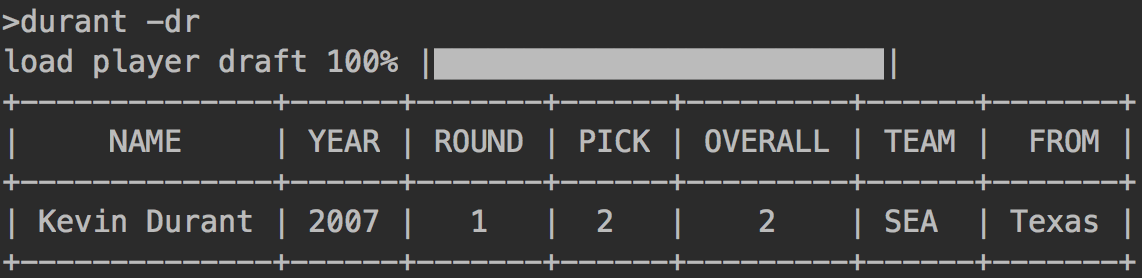 >durant -dr
load player draft 100% |██████████████████████████|
+--------------+------+-------+------+---------+------+-------+
|     NAME     | YEAR | ROUND | PICK | OVERALL | TEAM |  FROM |
+--------------+------+-------+------+---------+------+-------+
| Kevin Durant | 2007 |   1   |  2   |    2    | SEA  | Texas |
+--------------+------+-------+------+---------+------+-------+